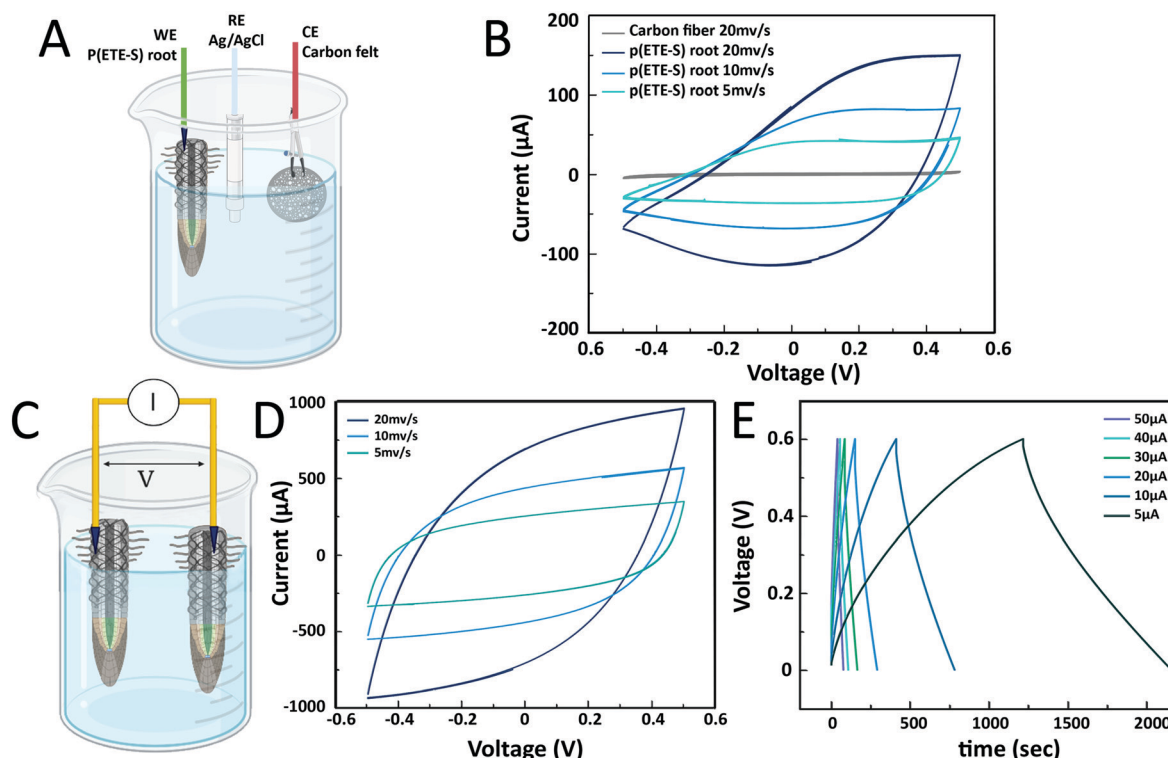 A
WE
P(ETE-S) root
RE
Ag/AgCl
CE
Carbon felt
B
Carbon fiber 20mv/s
p(ETE-S) root 20mv/s
p(ETE-S) root 10mv/s
p(ETE-S) root 5mv/s
200
150
100
50
0
-100
-200
Current (µA)
0.6 -0.4 -0.2 0 0.2 0.4 0.6
Voltage (V)
C
I
V
D
20mv/s
10mv/s
5mv/s
1000
500
0
-500
-1000
Current (µA)
-0.6 -0.4 -0.2 0 0.2 0.4 0.6
Voltage (V)
E
50µA
40µA
30µA
20µA
10µA
5µA
0.6
0.4
0.2
0
Voltage (V)
0 500 1000 1500 2000
time (sec)